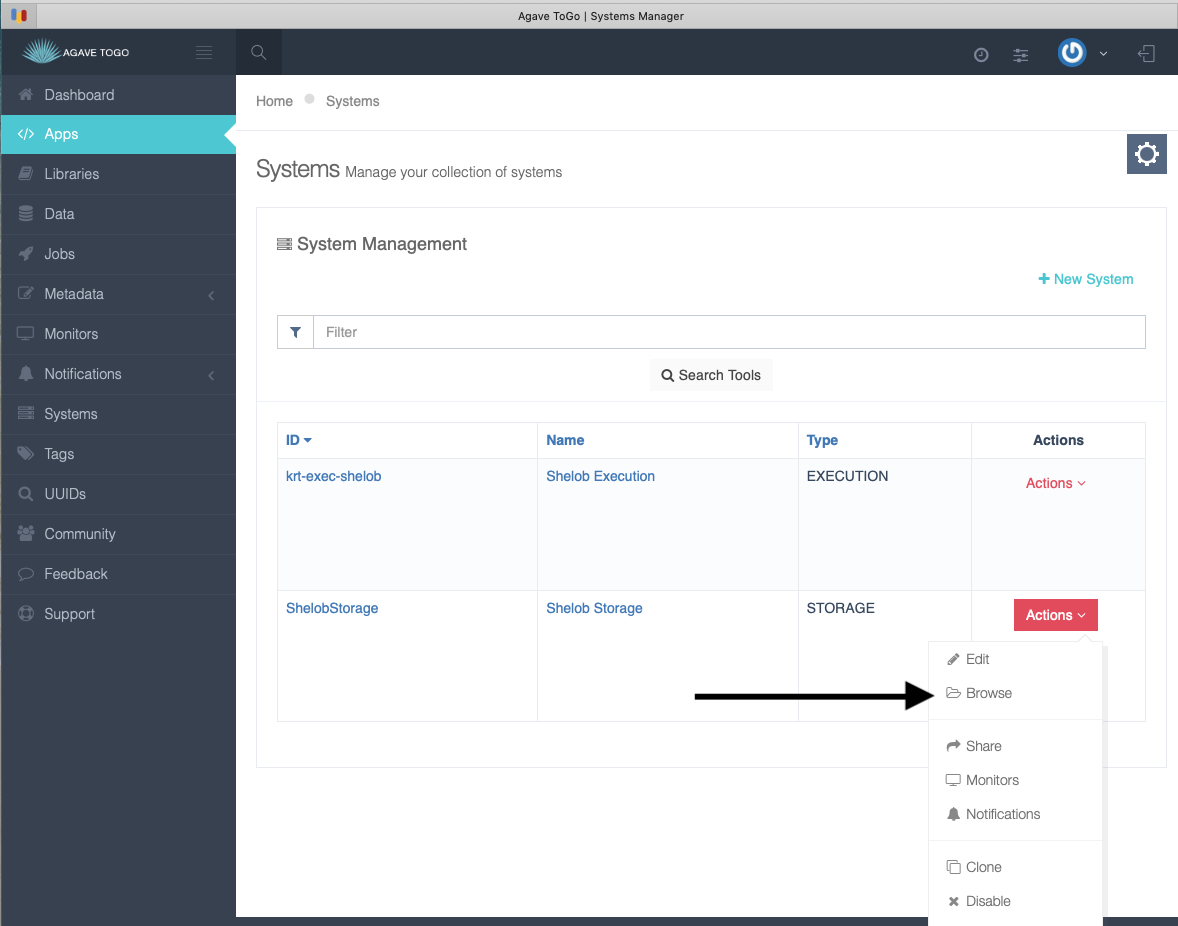 Agave ToGo | Systems Manager
AGAVE TOGO
Dashboard
Apps
Libraries
Data
Jobs
Metadata
Monitors
Notifications
Systems
Tags
UUIDs
Community
Feedback
Support
Home Systems
Systems Manage your collection of systems
System Management
+ New System
Filter
Search Tools
ID Name Type Actions
krt-exec-shelob Shelob Execution EXECUTION Actions
ShelobStorage Shelob Storage STORAGE Actions
Edit
Browse
Share
Monitors
Notifications
Clone
Disable